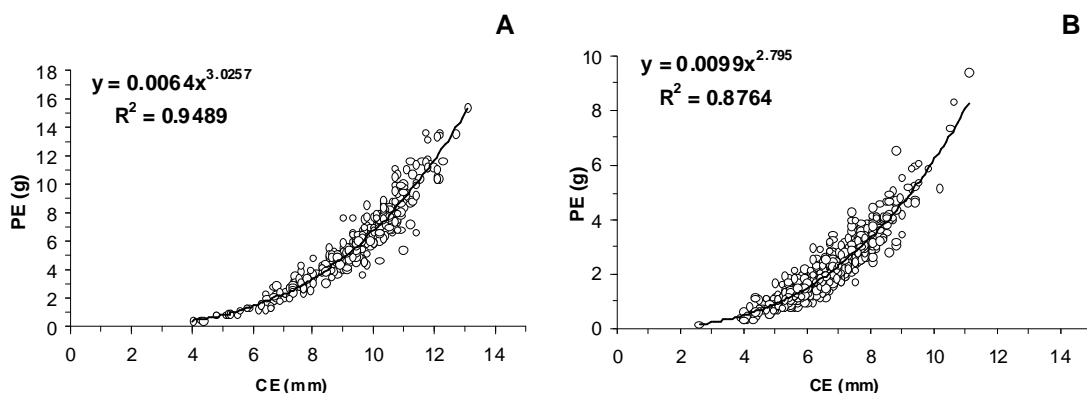 A
y = 0.0064x^3.0257
R² = 0.9489
18
16
14
12
10
8
6
4
2
0
PE (g)
0 2 4 6 8 10 12 14
CE (mm)
B
y = 0.0099x^2.795
R² = 0.8764
10
8
6
4
2
0
PE (g)
0 2 4 6 8 10 12 14
CE (mm)